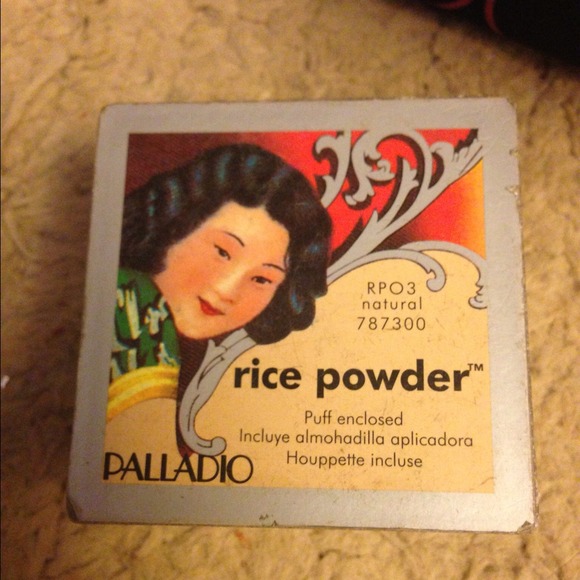 RPO3
natural
787300
rice powder™
Puff enclosed
Incluye almohadilla aplicadora
Houppette incluse
PALLADIO